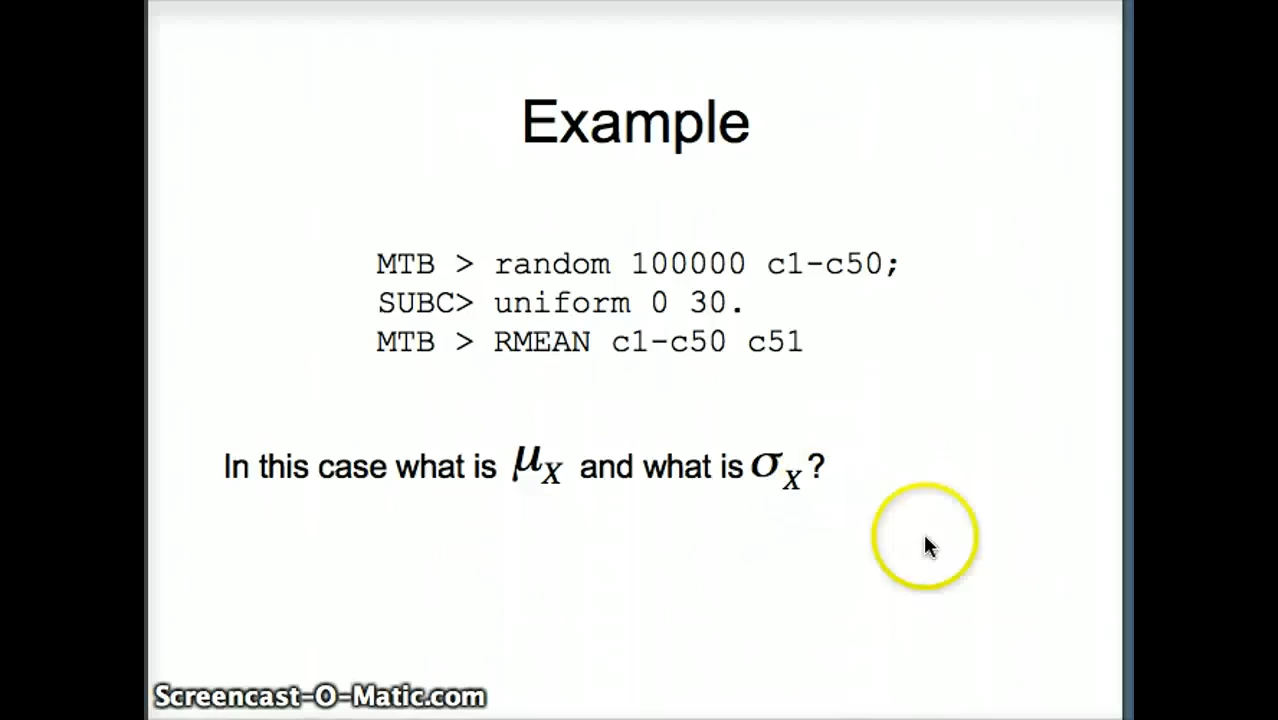 Example
MTB > random 100000 c1-c50;
SUBC> uniform 0 30.
MTB > RMEAN c1-c50 c51
In this case what is μX and what is σX?
Screencast-O-Matic.com